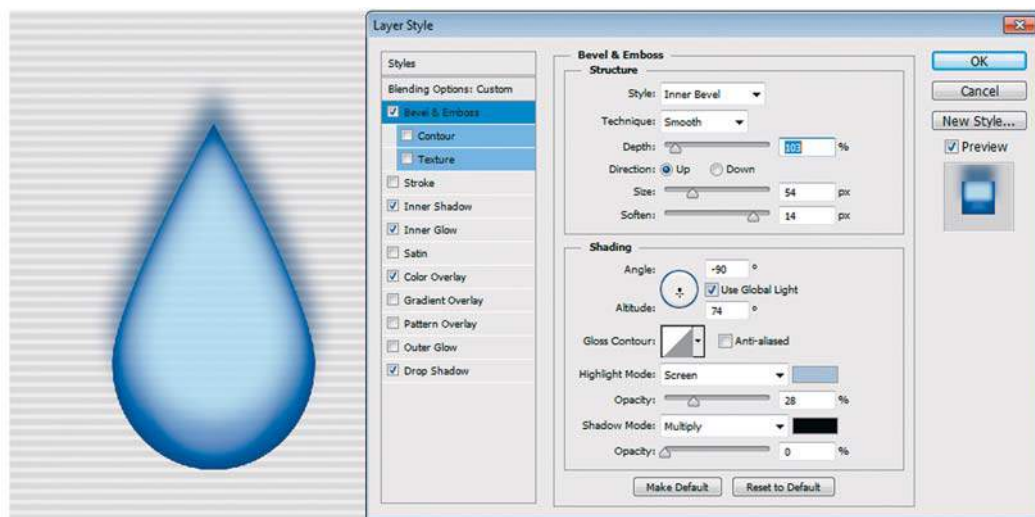 Layer Style
Styles
Blending Options: Custom
Bevel & Emboss
Contour
Texture
Stroke
Inner Shadow
Inner Glow
Satin
Color Overlay
Gradient Overlay
Pattern Overlay
Outer Glow
Drop Shadow
Bevel & Emboss
Structure
Style: Inner Bevel
Technique: Smooth
Depth: 103 %
Direction: Up Down
Size: 54 px
Soften: 14 px
Shading
Angle: -90 °
Use Global Light
Altitude: 74 °
Gloss Contour: Anti-aliased
Highlight Mode: Screen
Opacity: 28 %
Shadow Mode: Multiply
Opacity: 0 %
Make Default Reset to Default
OK
Cancel
New Style...
Preview